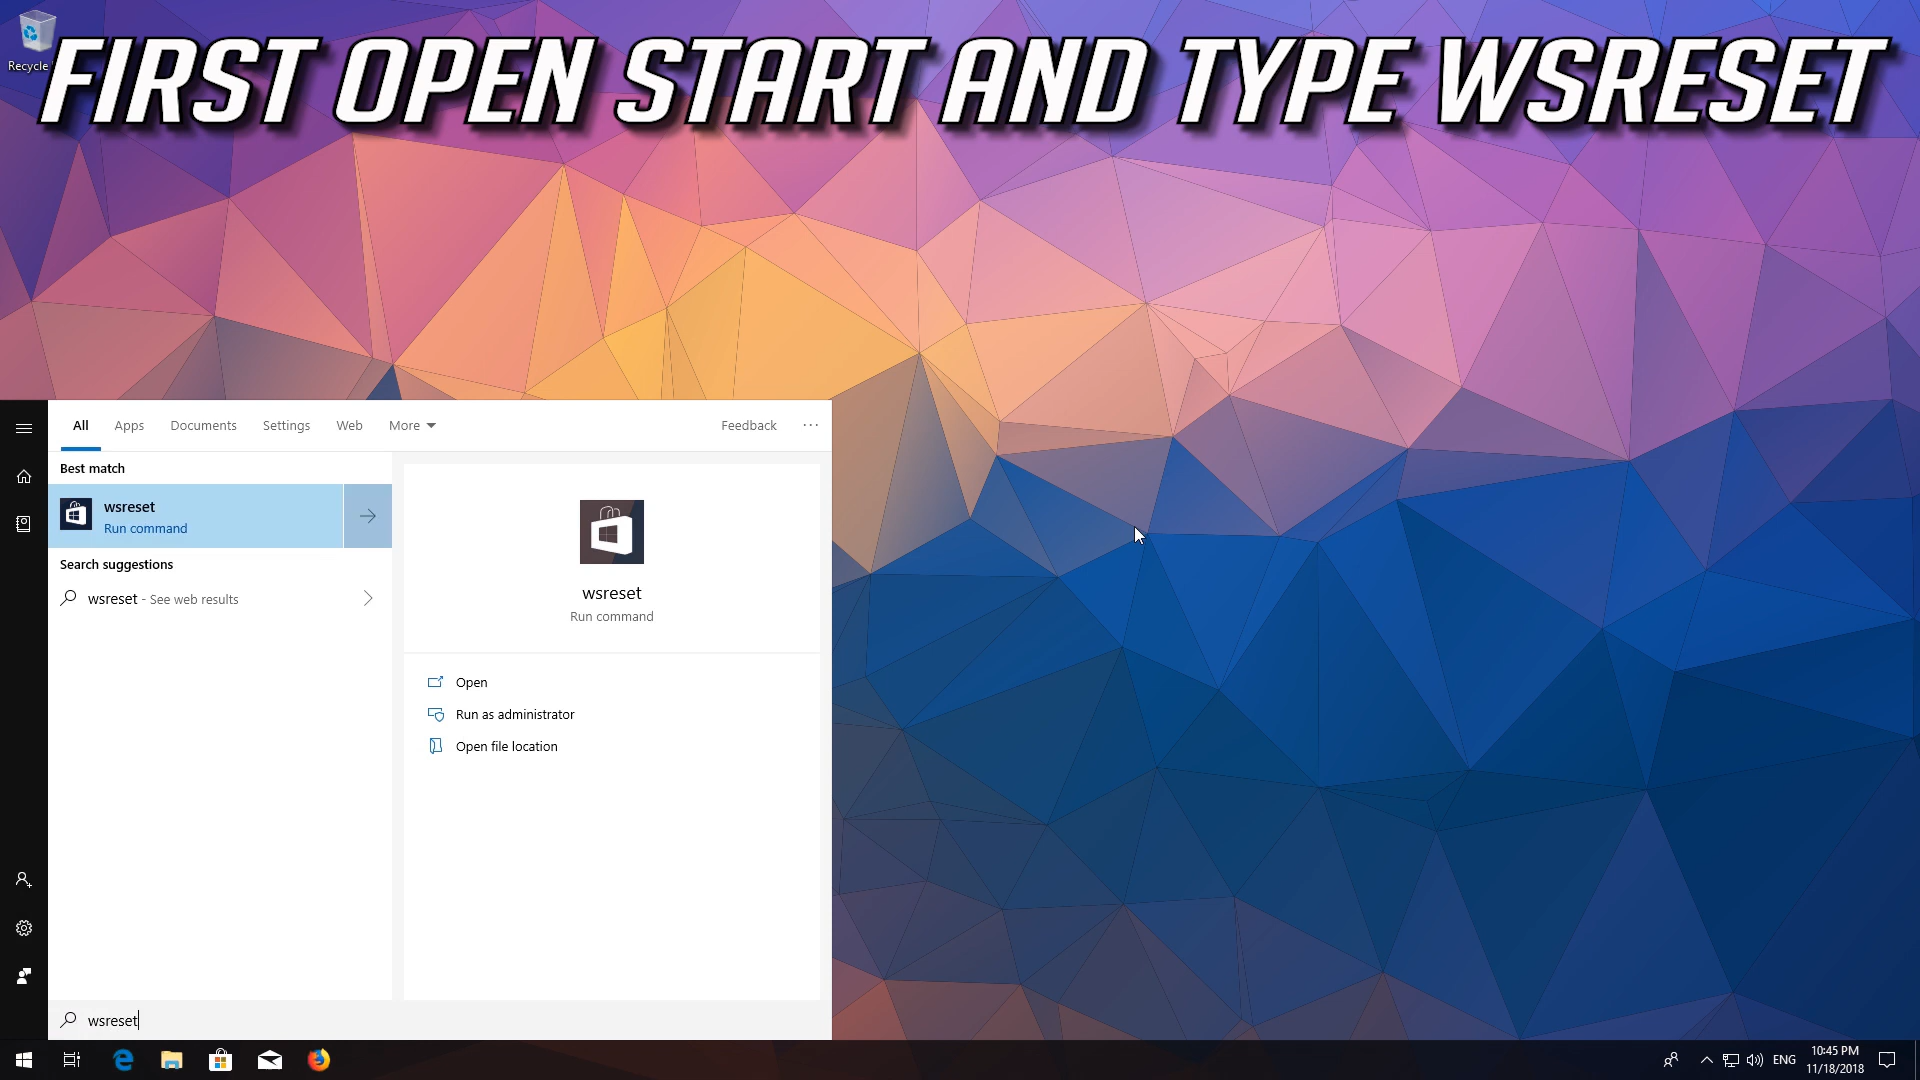 FIRST OPEN START AND TYPE WSRESET
Recycle
All
Apps
Documents
Settings
Web
More
Feedback
Best match
wsreset
Run command
Search suggestions
wsreset - See web results
wsreset
Run command
Open
Run as administrator
Open file location
wsreset
ENG
10:45 PM
11/18/2018